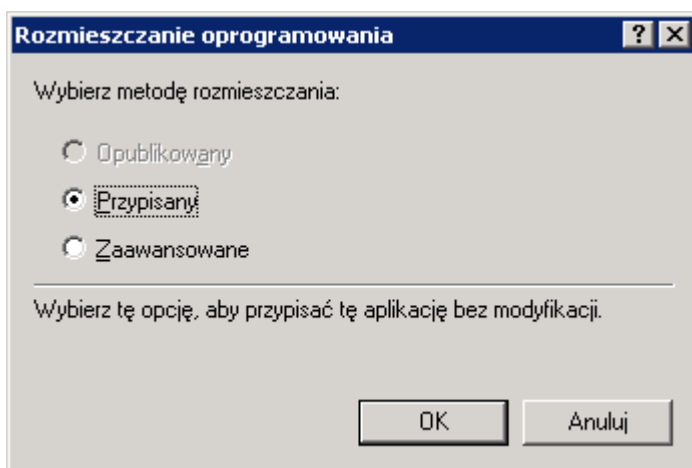 Rozmieszczanie oprogramowania
Wybierz metodę rozmieszczania:
Opublikowany
Przypisany
Zaawansowane
Wybierz tę opcję, aby przypisać tę aplikację bez modyfikacji.
OK
Anuluj